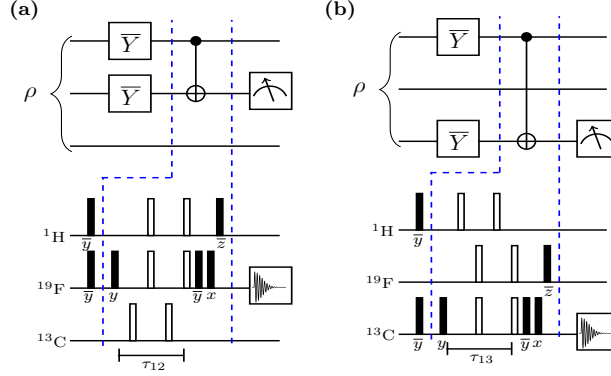 (a)
Y̅
ρ
Y̅
¹H
y̅
z̅
¹⁹F
y̅ y y̅ x
¹³C
τ₁₂
(b)
Y̅
ρ
Y̅
¹H
y̅
¹⁹F
z̅
¹³C
y̅ y y̅ x
τ₁₃